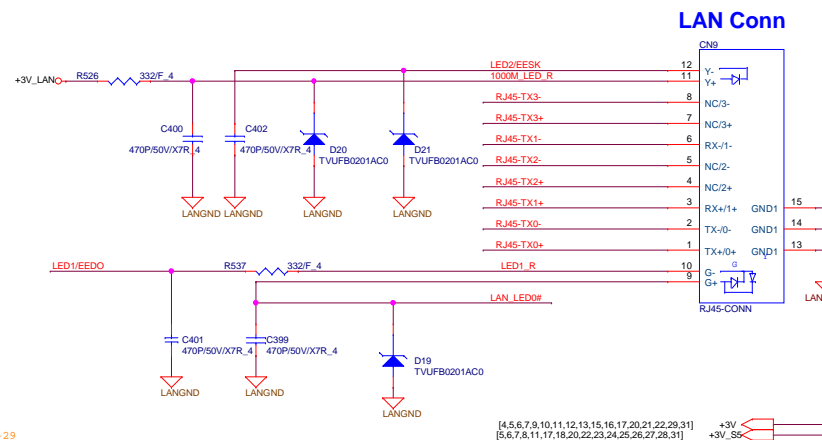 LAN Conn
CN9
LED2/EESK 12 Y-
+3V_LAN R526 332/F_4 1000M_LED_R 11 Y+
RJ45-TX3- 8 NC/3-
RJ45-TX3+ 7 NC/3+
C400 C402 RJ45-TX1- 6 RX-/1-
470P/50V/X7R_4 470P/50V/X7R_4 D20 D21
TVUFB0201AC0 TVUFB0201AC0
RJ45-TX2- 5 NC/2-
RJ45-TX2+ 4 NC/2+
RJ45-TX1+ 3 RX+/1+ GND1 15
LANGND LANGND LANGND LANGND
RJ45-TX0- 2 TX-/0- GND1 14
RJ45-TX0+ 1 TX+/0+ GND1 13
G
LED1/EEDO R537 332/F_4 LED1_R 10 G-
9 G+
LAN_LED0#
RJ45-CONN
LAN
C401 C399
470P/50V/X7R_4 470P/50V/X7R_4
D19
TVUFB0201AC0
LANGND LANGND
LANGND
[4,5,6,7,9,10,11,12,13,15,16,17,20,21,22,29,31] +3V
[5,6,7,8,11,17,18,20,22,23,24,25,26,27,28,31] +3V_S5
29